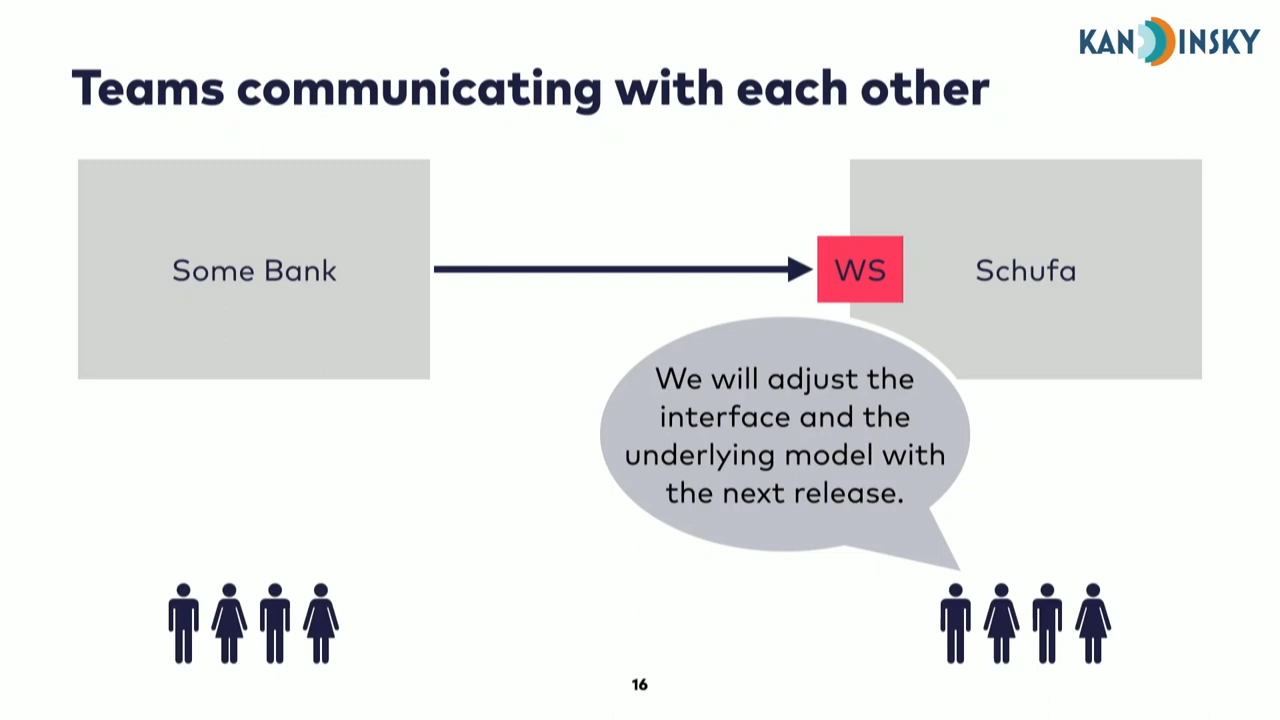 KANDINSKY
Teams communicating with each other
Some Bank
WS
Schufa
We will adjust the
interface and the
underlying model with
the next release.
16